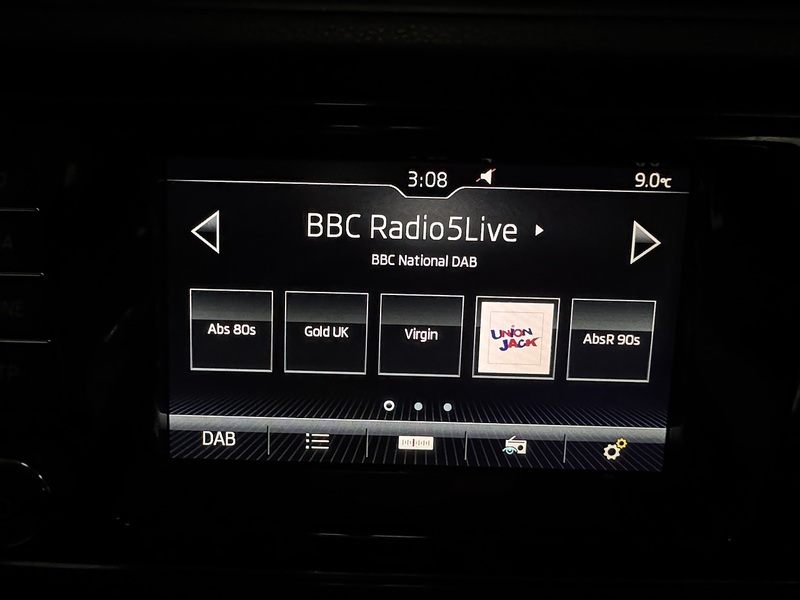 3:08
9.0°C
BBC Radio5Live
BBC National DAB
Abs 80s
Gold UK
Virgin
UNION
JACK
AbsR 90s
DAB